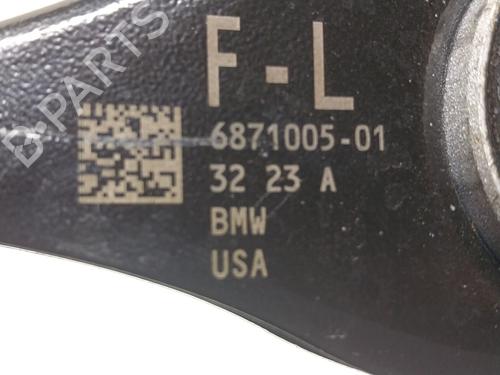 F-L
6871005-01
32 23 A
BMW
USA
B-PARTS